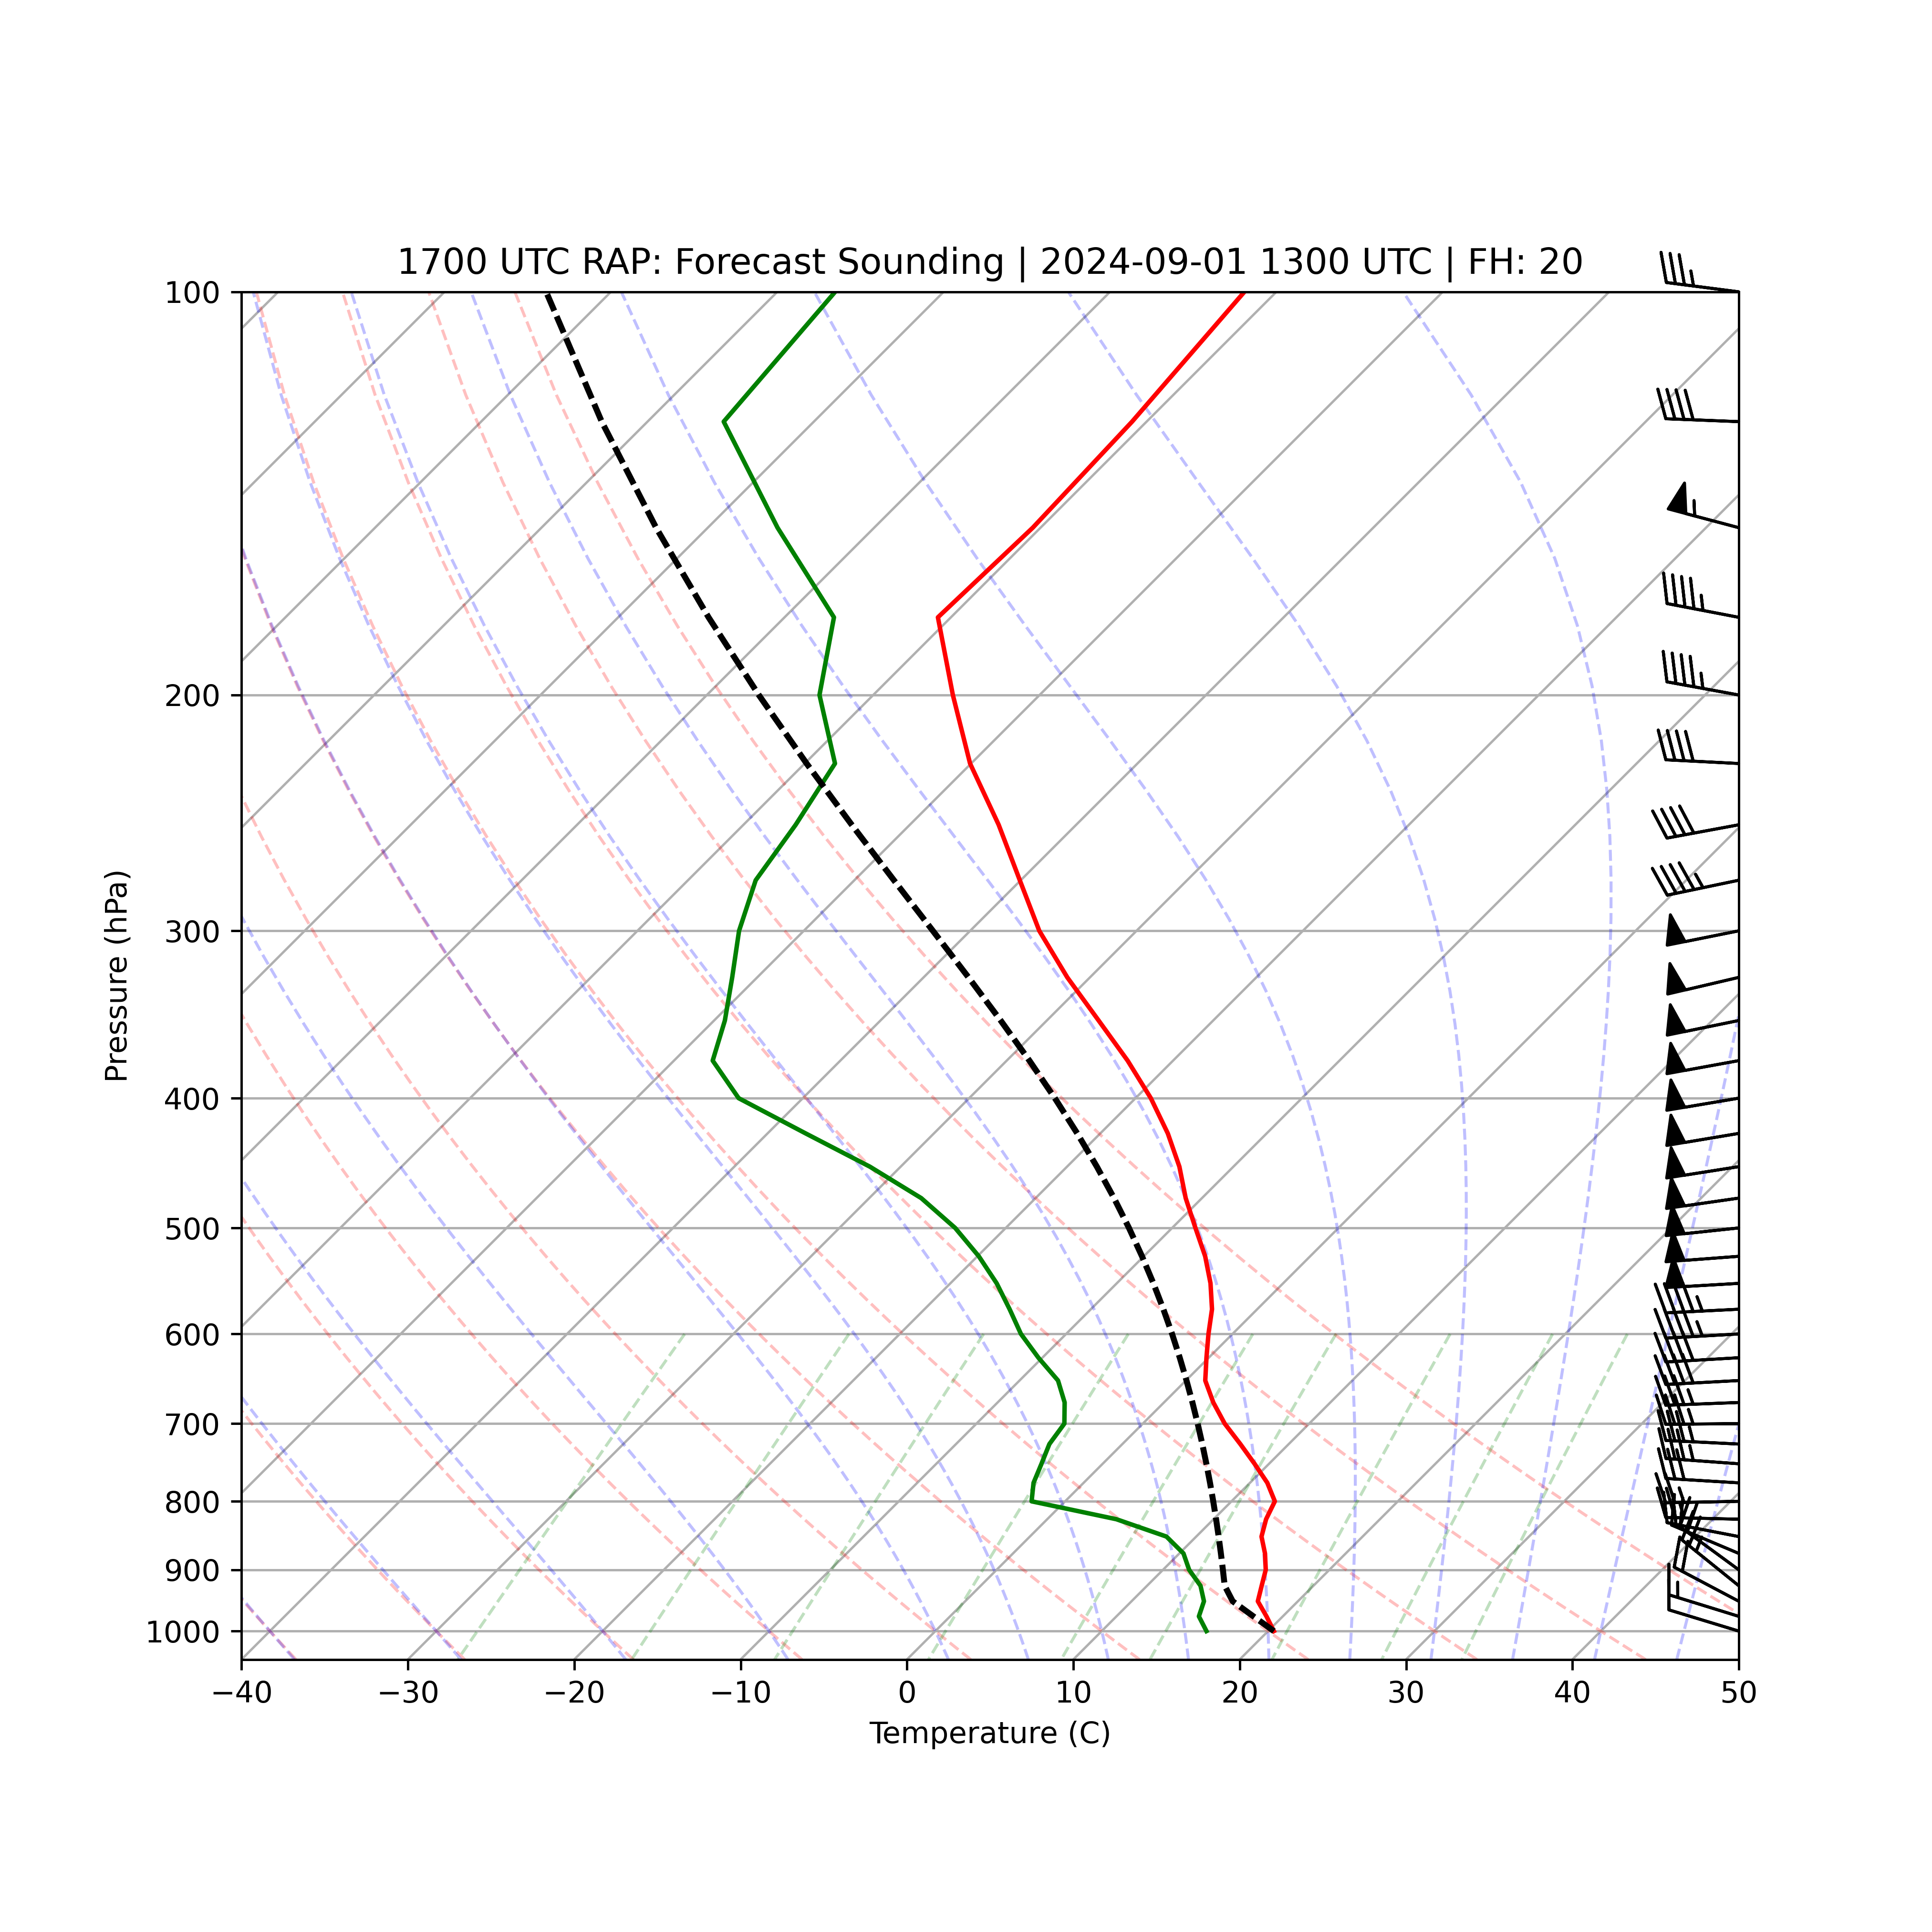 1700 UTC RAP: Forecast Sounding | 2024-09-01 1300 UTC | FH: 20
100
200
300
400
500
600
700
800
900
1000
Pressure (hPa)
−40 −30 −20 −10 0 10 20 30 40 50
Temperature (C)